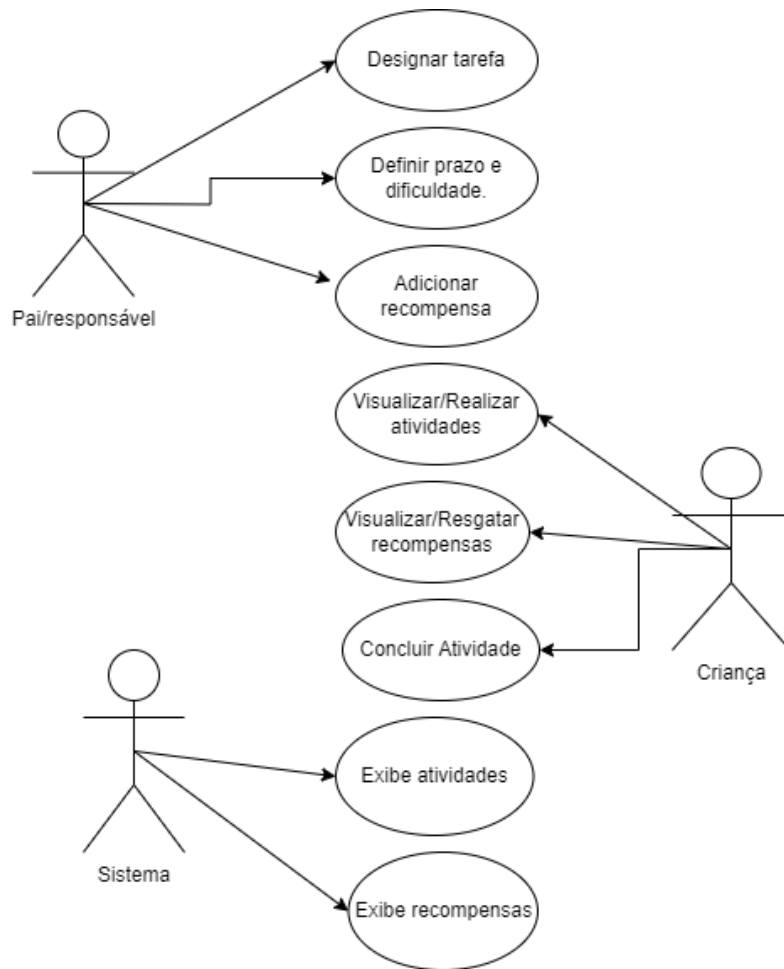 Designar tarefa
Definir prazo e
dificuldade.
Pai/responsável
Adicionar
recompensa
Visualizar/Realizar
atividades
Visualizar/Resgatar
recompensas
Concluir Atividade
Criança
Exibe atividades
Sistema
Exibe recompensas